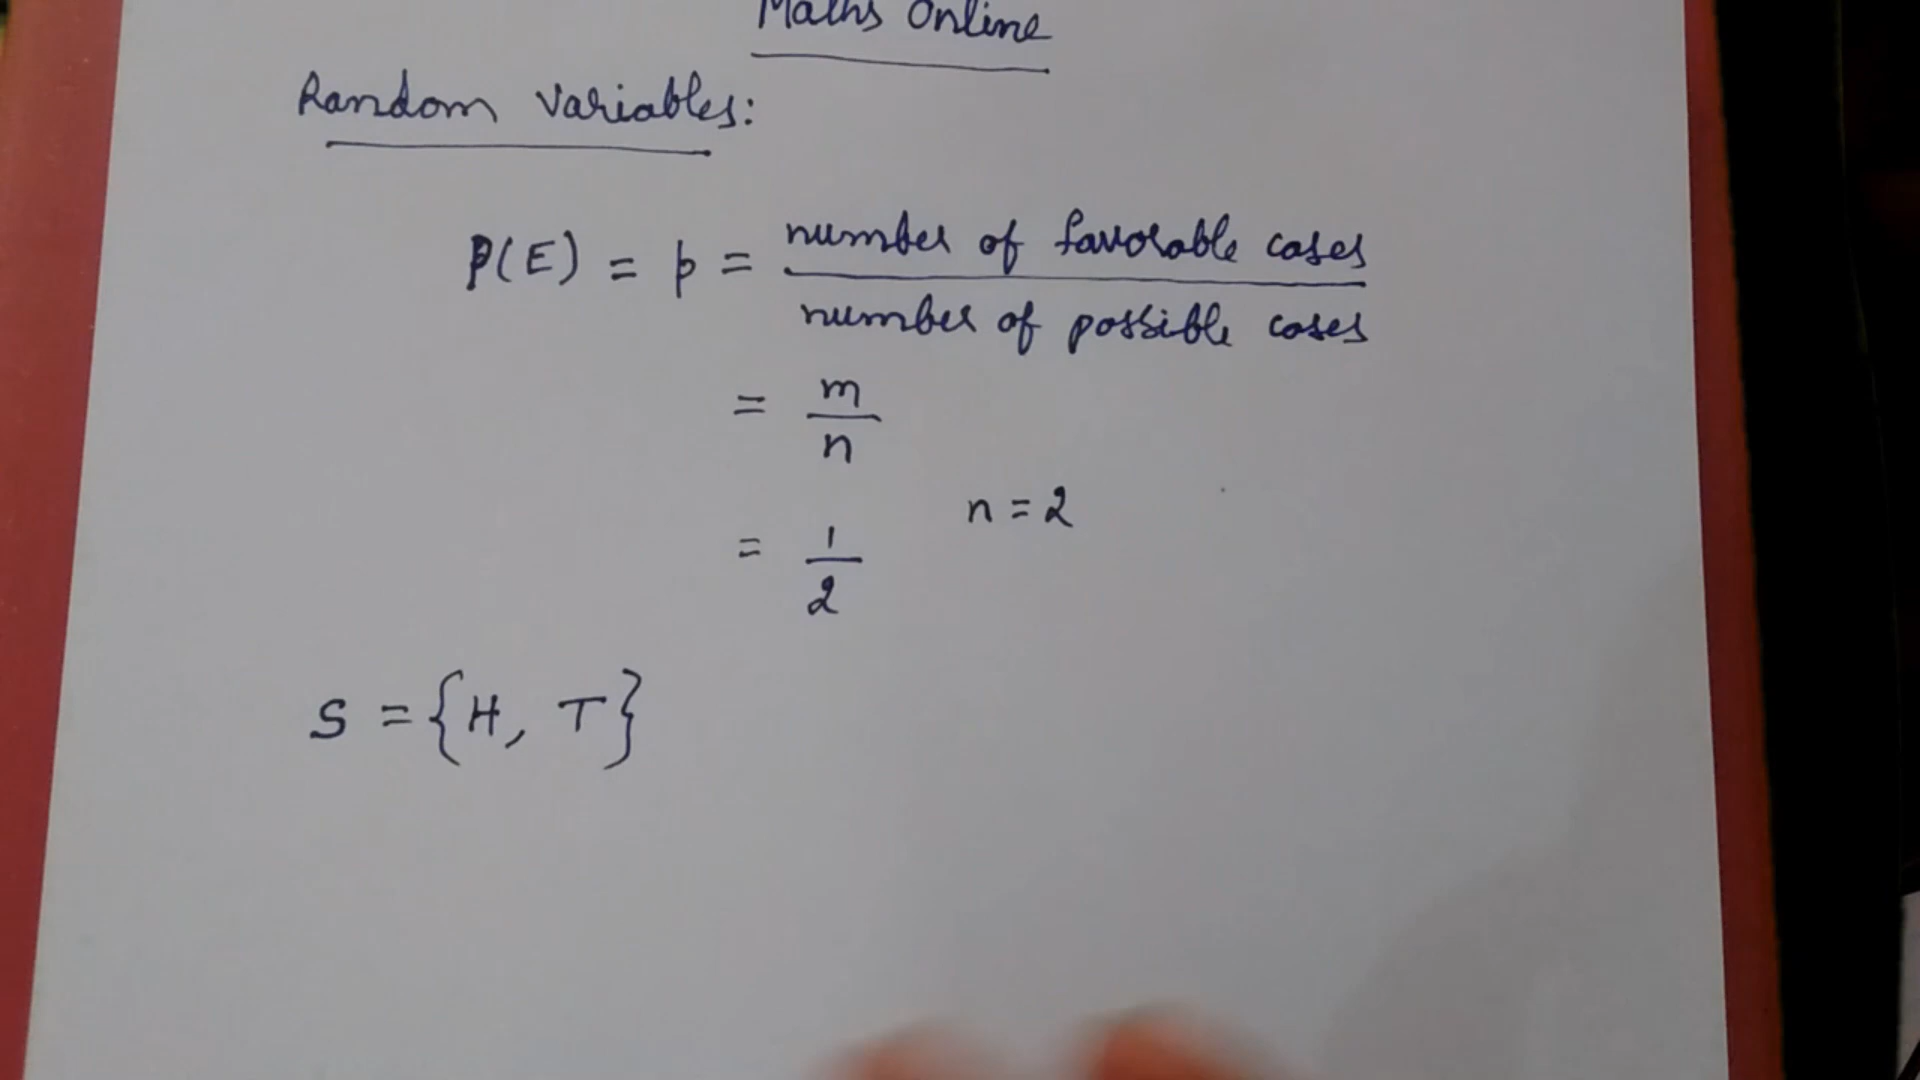 Maths Online
Random Variables:
P(E) = p = number of favorable cases / number of possible cases
= m/n
n = 2
= 1/2
S = {H, T}